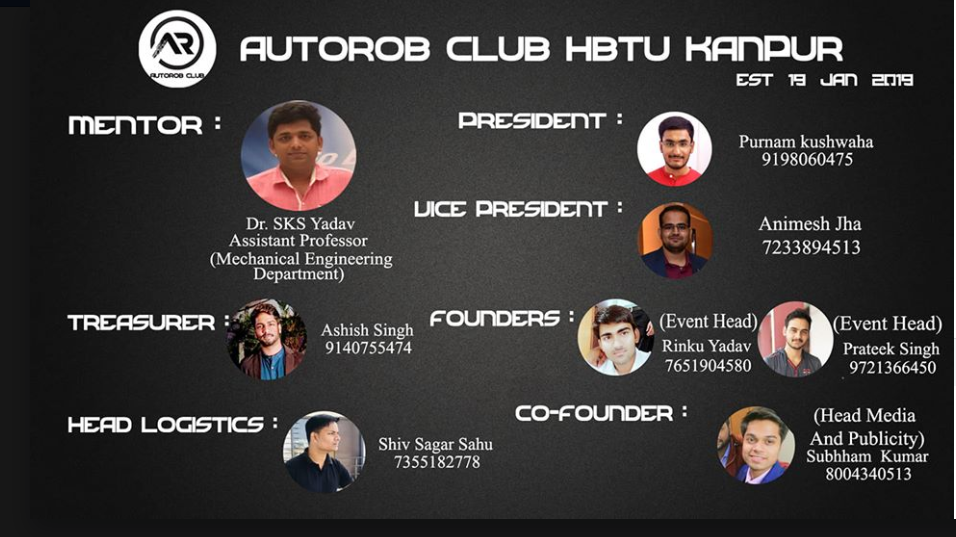 AR
AUTOROB CLUB
AUTOROB CLUB HBTU KANPUR
EST 19 JAN 2019
MENTOR :
Dr. SKS Yadav
Assistant Professor
(Mechanical Engineering
Department)
PRESIDENT :
Purnam kushwaha
9198060475
VICE PRESIDENT :
Animesh Jha
7233894513
TREASURER :
Ashish Singh
9140755474
FOUNDERS :
(Event Head)
Rinku Yadav
7651904580
(Event Head)
Prateek Singh
9721366450
HEAD LOGISTICS :
Shiv Sagar Sahu
7355182778
CO-FOUNDER :
(Head Media
And Publicity)
Subhham Kumar
8004340513